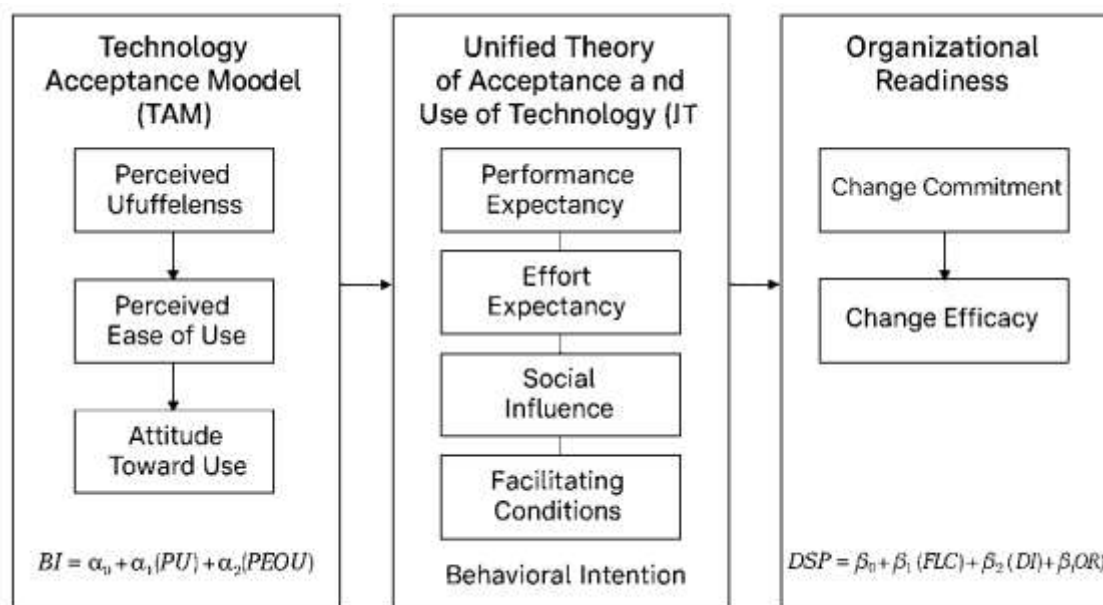 Technology
Acceptance Moodel
(TAM)
Perceived
Ufuffelenss
Perceived
Ease of Use
Attitude
Toward Use
BI = α₀ + α₁(PU) + α₂(PEOU)
Unified Theory
of Acceptance a nd
Use of Technology (JT
Performance
Expectancy
Effort
Expectancy
Social
Influence
Facilitating
Conditions
Behavioral Intention
Organizational
Readiness
Change Commitment
Change Efficacy
DSP = β₀ + β₁ (FLC) + β₂ (DI) + βᵢOR)